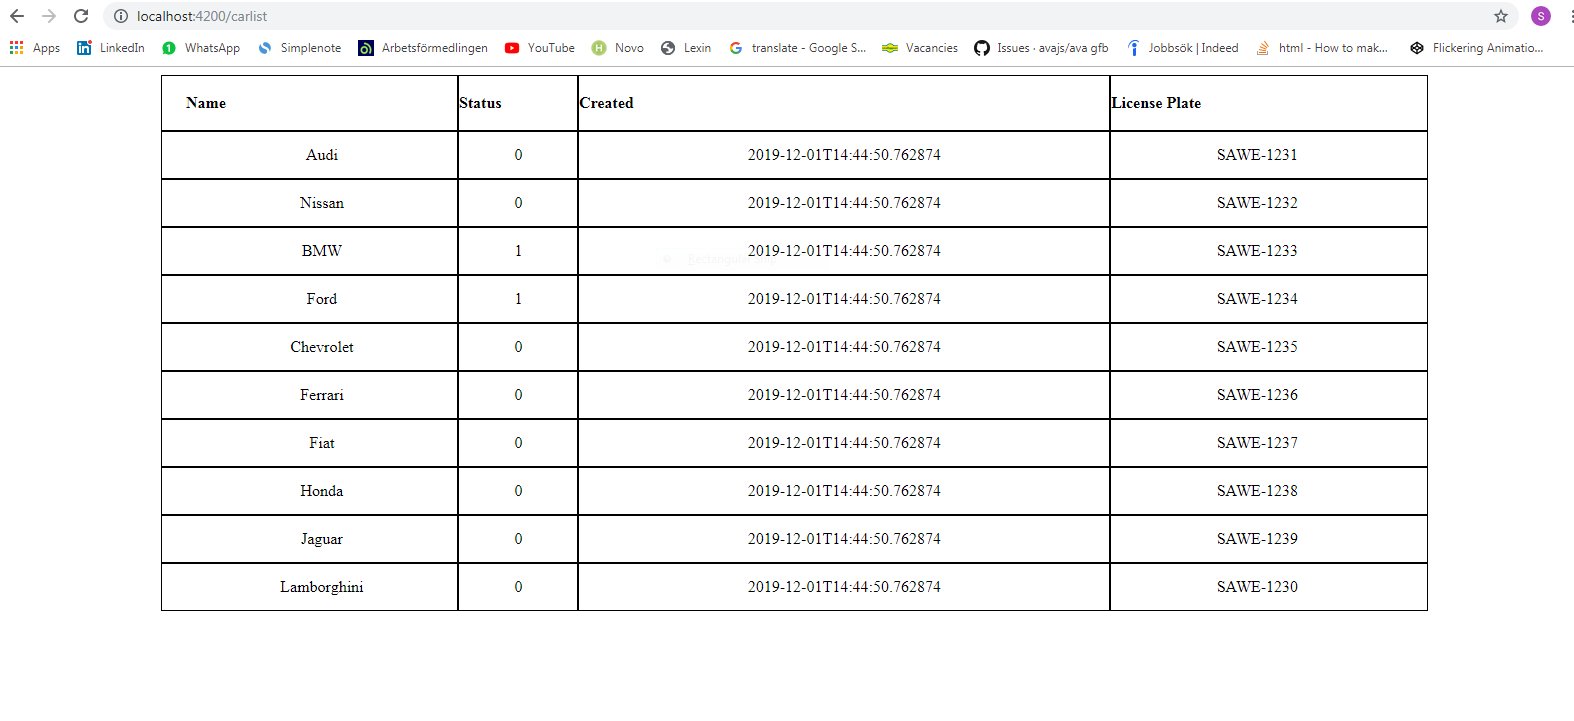 localhost:4200/carlist
S
Apps LinkedIn 1 WhatsApp Simplenote Arbetsförmedlingen YouTube H Novo Lexin translate - Google S... Vacancies Issues · avajs/ava gfb Jobbsök | Indeed html - How to mak... Flickering Animatio...
Name Status Created License Plate
Audi 0 2019-12-01T14:44:50.762874 SAWE-1231
Nissan 0 2019-12-01T14:44:50.762874 SAWE-1232
BMW 1 2019-12-01T14:44:50.762874 SAWE-1233
Ford 1 2019-12-01T14:44:50.762874 SAWE-1234
Chevrolet 0 2019-12-01T14:44:50.762874 SAWE-1235
Ferrari 0 2019-12-01T14:44:50.762874 SAWE-1236
Fiat 0 2019-12-01T14:44:50.762874 SAWE-1237
Honda 0 2019-12-01T14:44:50.762874 SAWE-1238
Jaguar 0 2019-12-01T14:44:50.762874 SAWE-1239
Lamborghini 0 2019-12-01T14:44:50.762874 SAWE-1230